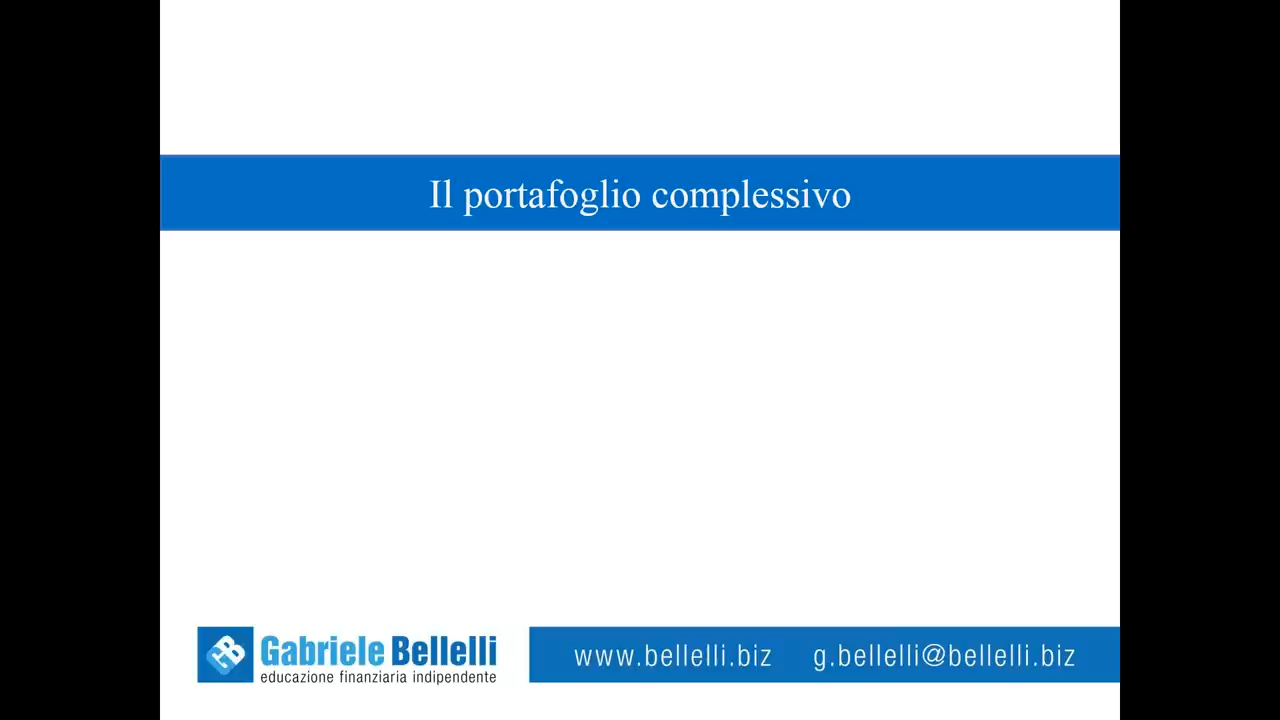 Il portafoglio complessivo
Gabriele Bellelli
educazione finanziaria indipendente
www.bellelli.biz g.bellelli@bellelli.biz